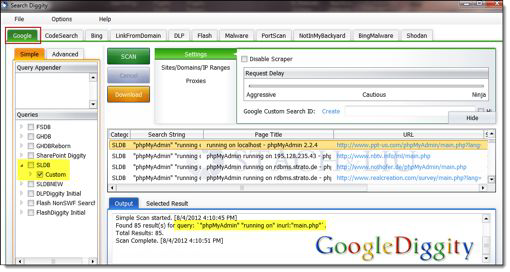 Search Diggity
File Options Help
Google CodeSearch Bing LinkFromDomain DLP Flash Malware PortScan NotInMyBackyard BingMalware Shodan
Simple Advanced
Query Appender
Queries
FSDB
GHDB
GHDBReborn
SharePoint Diggity
SLDB
Custom
SLDBNEW
DLPDiggity Initial
Flash NonSWF Search
FlashDiggity Initial
SCAN
Cancel
Download
Settings
Sites/Domains/IP Ranges
Proxies
Disable Scraper
Request Delay
Aggressive Cautious Ninja
Google Custom Search ID: Create
Hide
Categ Search String Page Title URL
SLDB "phpMyAdmin" "running running on localhost - phpMyAdmin 2.2.4 http://www.ppt-us.com/phpMyAdmin/main.php?lang=
SLDB "phpMyAdmin" "running phpMyAdmin running on 195.128.235.43 - php http://www.nbtv.info/ml/main.php
SLDB "phpMyAdmin" "running phpMyAdmin running on rdbms.strato.de - php http://www.nothofer.de/phpMyAdmin/main.php
SLDB "phpMyAdmin" "running phpMyAdmin running on rdbms.strato.de - php http://www.realcreation.com/survey/main.php?lang=
Output Selected Result
Simple Scan started. [8/4/2012 4:10:45 PM]
Found 85 result(s) for query: "phpMyAdmin" "running on" inurl:"main.php" .
Total Results: 85.
Scan Complete. [8/4/2012 4:10:51 PM]
GoogleDiggity